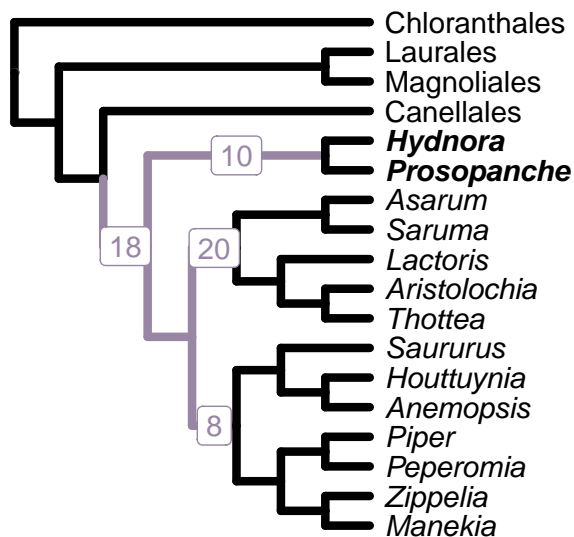 Chloranthales
Laurales
Magnoliales
Canellales
Hydnora
10
Prosopanche
Asarum
Saruma
18
20
Lactoris
Aristolochia
Thottea
Saururus
Houttuynia
Anemopsis
8
Piper
Peperomia
Zippelia
Manekia